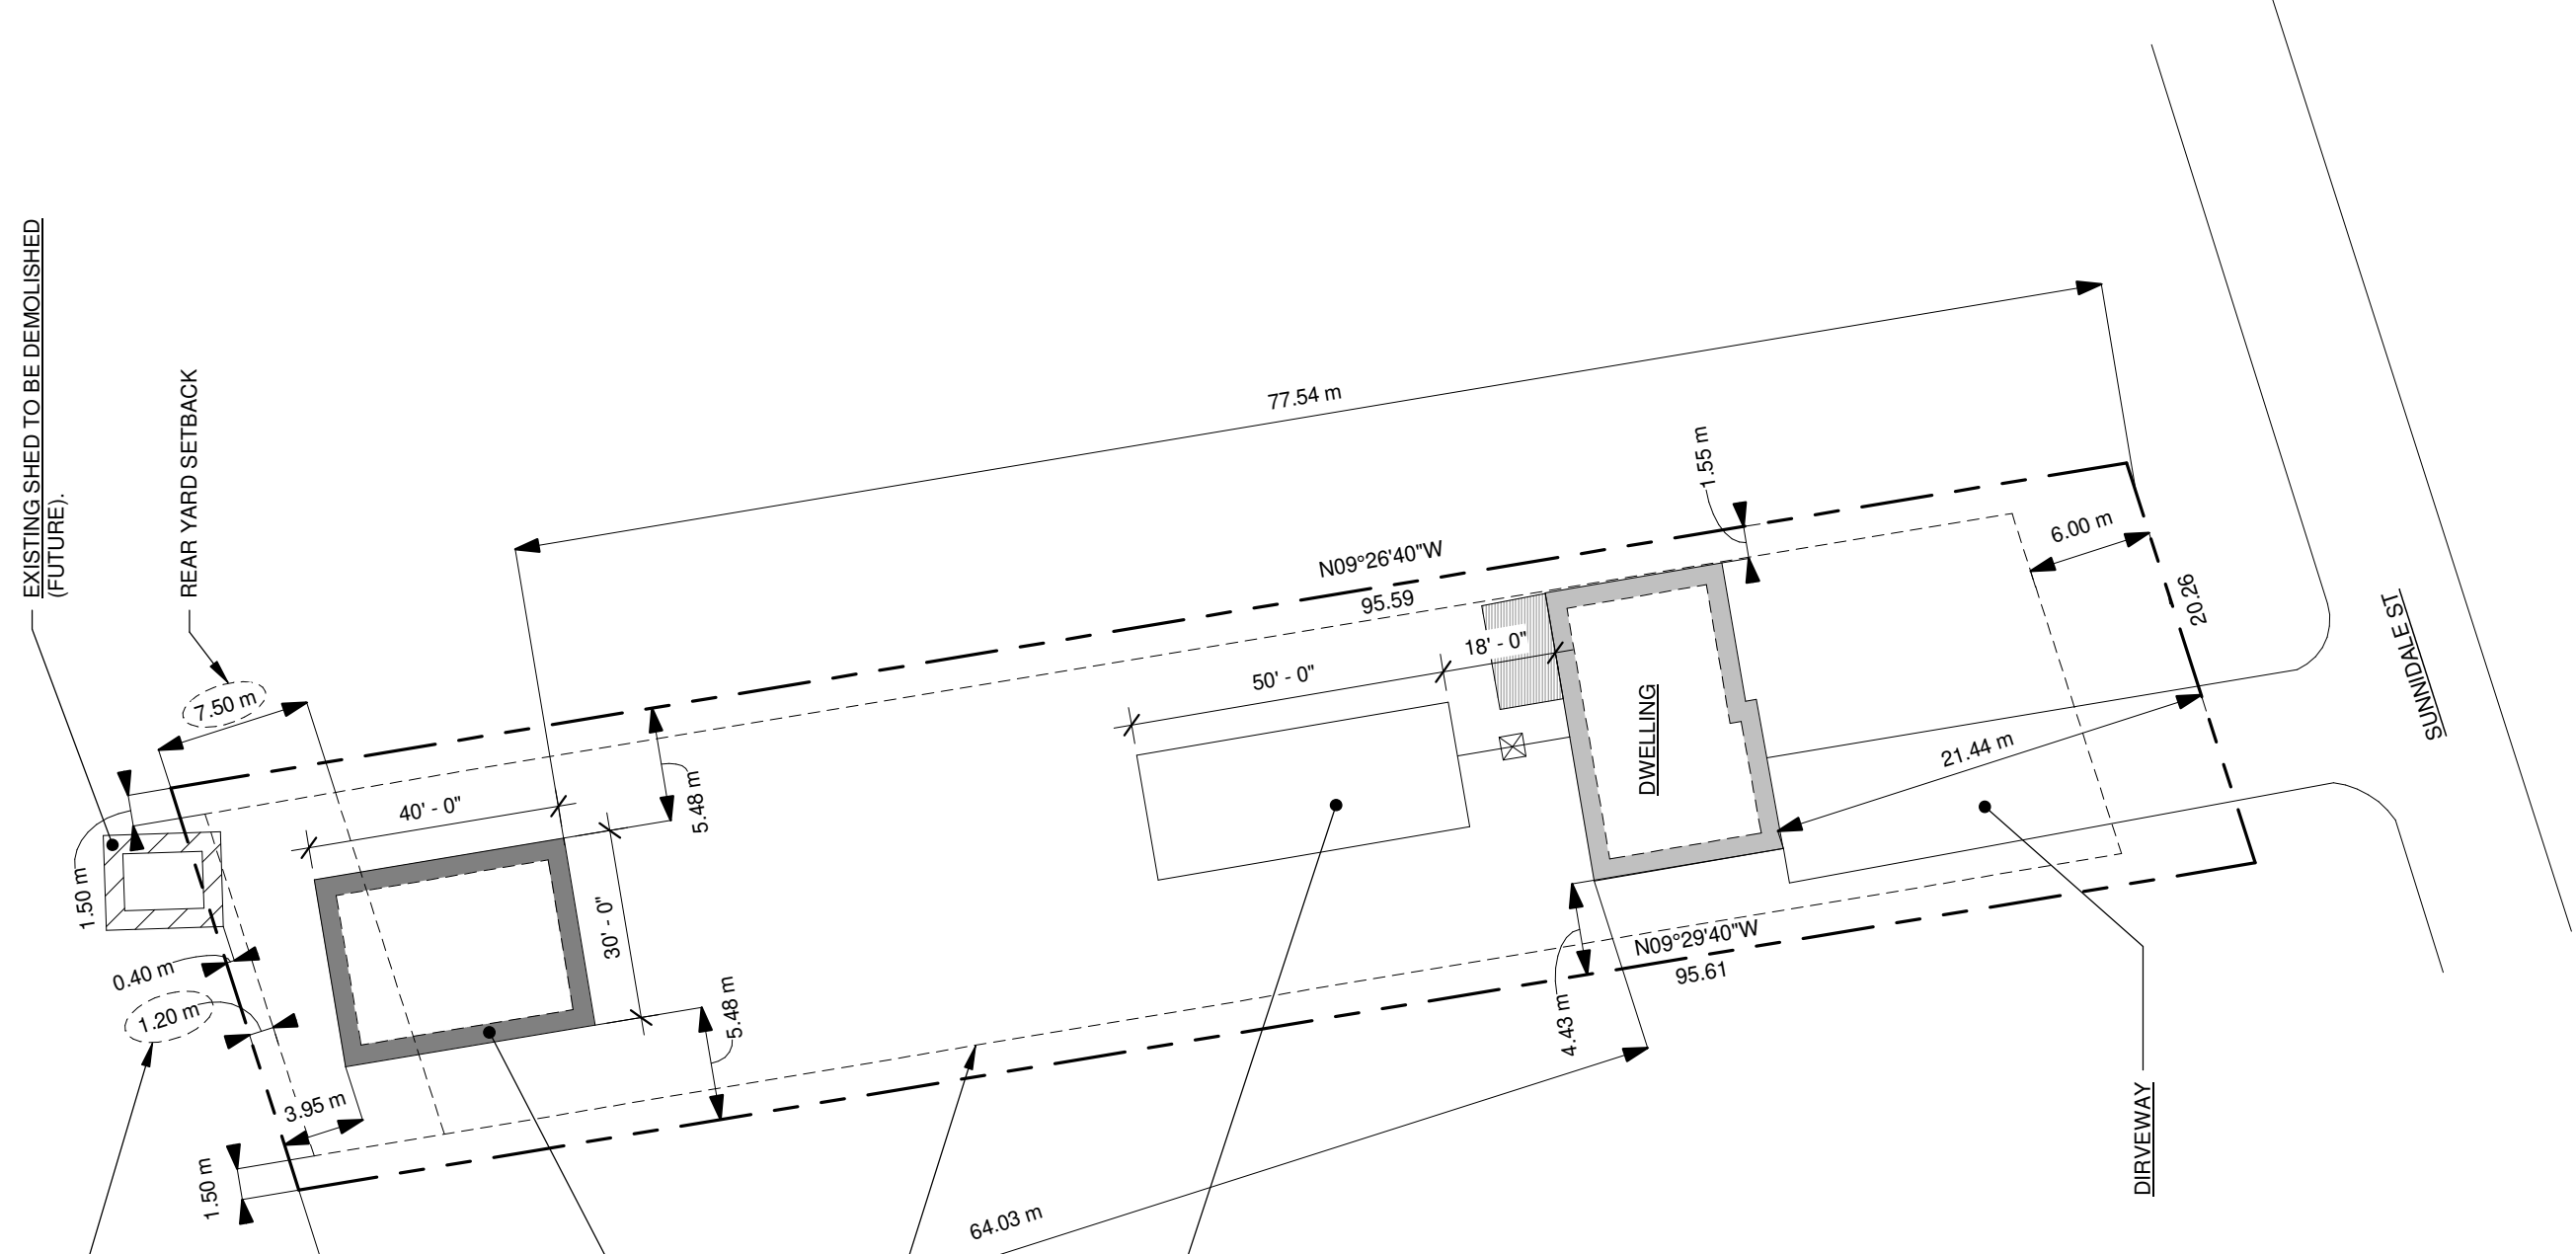 EXISTING SHED TO BE DEMOLISHED
(FUTURE).
REAR YARD SETBACK
7.50 m
77.54 m
1.55 m
6.00 m
20.26
SUNNIDALE ST
N09°26'40"W
95.59
18' - 0"
50' - 0"
DWELLING
21.44 m
40' - 0"
5.48 m
30' - 0"
1.50 m
0.40 m
1.20 m
5.48 m
N09°29'40"W
95.61
4.43 m
3.95 m
1.50 m
64.03 m
DIRVEWAY